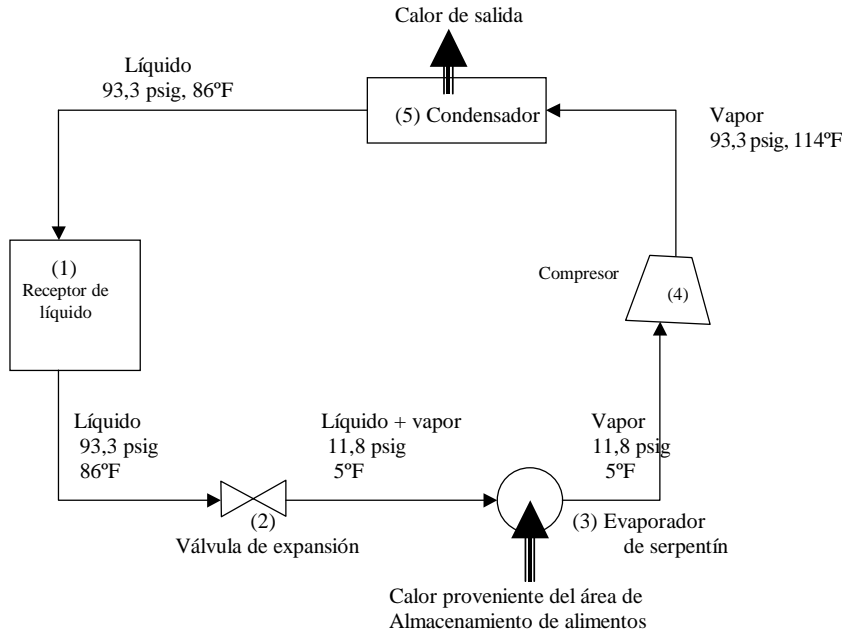 Calor de salida
Líquido
93,3 psig, 86ºF
(5) Condensador
Vapor
93,3 psig, 114ºF
(1)
Receptor de
líquido
Compresor
(4)
Líquido
93,3 psig
86ºF
Líquido + vapor
11,8 psig
5ºF
Vapor
11,8 psig
5ºF
(2)
Válvula de expansión
(3) Evaporador
de serpentín
Calor proveniente del área de
Almacenamiento de alimentos